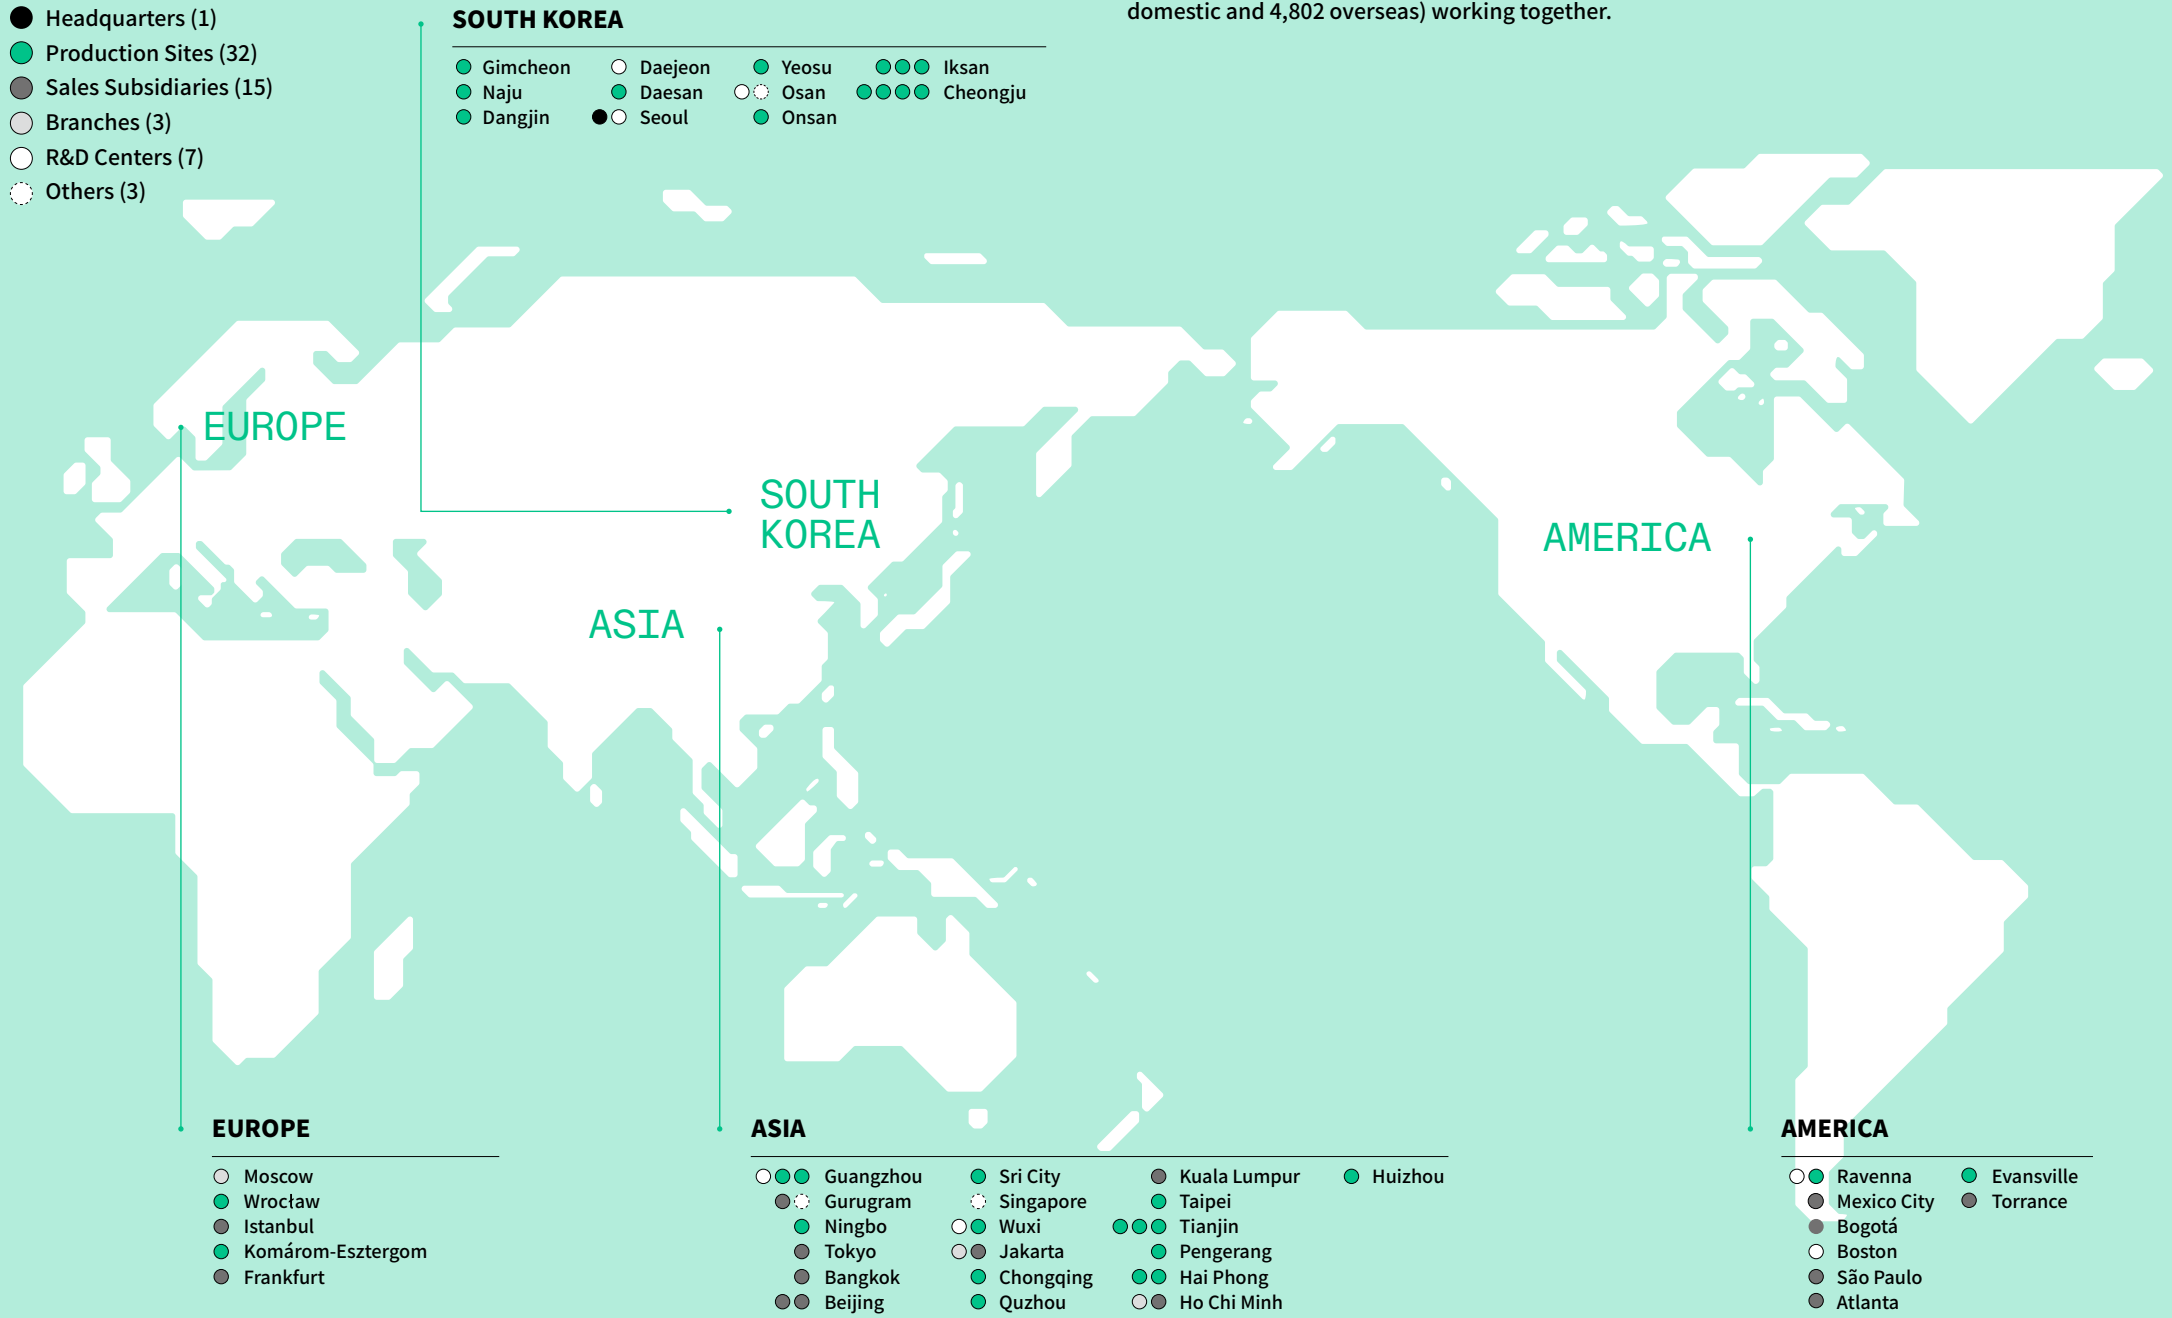 Headquarters (1)
Production Sites (32)
Sales Subsidiaries (15)
Branches (3)
R&D Centers (7)
Others (3)
domestic and 4,802 overseas) working together.
SOUTH KOREA
Gimcheon
Naju
Dangjin
Daejeon
Daesan
Seoul
Yeosu
Osan
Onsan
Iksan
Cheongju
EUROPE
SOUTH
KOREA
ASIA
AMERICA
EUROPE
Moscow
Wrocław
Istanbul
Komárom-Esztergom
Frankfurt
ASIA
Guangzhou
Gurugram
Ningbo
Tokyo
Bangkok
Beijing
Sri City
Singapore
Wuxi
Jakarta
Chongqing
Quzhou
Kuala Lumpur
Taipei
Tianjin
Pengerang
Hai Phong
Ho Chi Minh
Huizhou
AMERICA
Ravenna
Mexico City
Bogotá
Boston
São Paulo
Atlanta
Evansville
Torrance